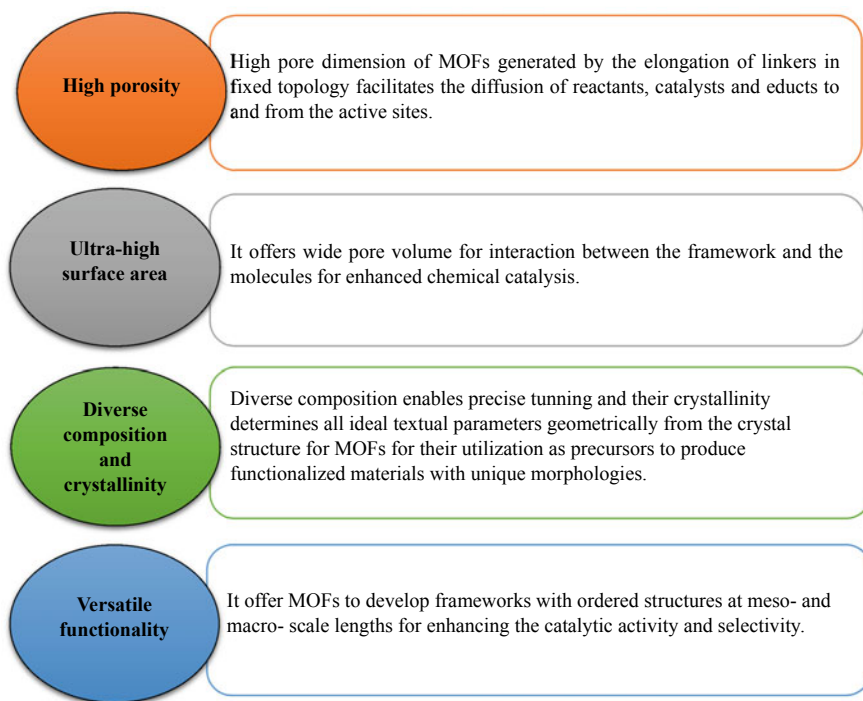 High porosity
High pore dimension of MOFs generated by the elongation of linkers in
fixed topology facilitates the diffusion of reactants, catalysts and educts to
and from the active sites.
Ultra-high
surface area
It offers wide pore volume for interaction between the framework and the
molecules for enhanced chemical catalysis.
Diverse
composition
and
crystallinity
Diverse composition enables precise tunning and their crystallinity
determines all ideal textual parameters geometrically from the crystal
structure for MOFs for their utilization as precursors to produce
functionalized materials with unique morphologies.
Versatile
functionality
It offer MOFs to develop frameworks with ordered structures at meso- and
macro- scale lengths for enhancing the catalytic activity and selectivity.